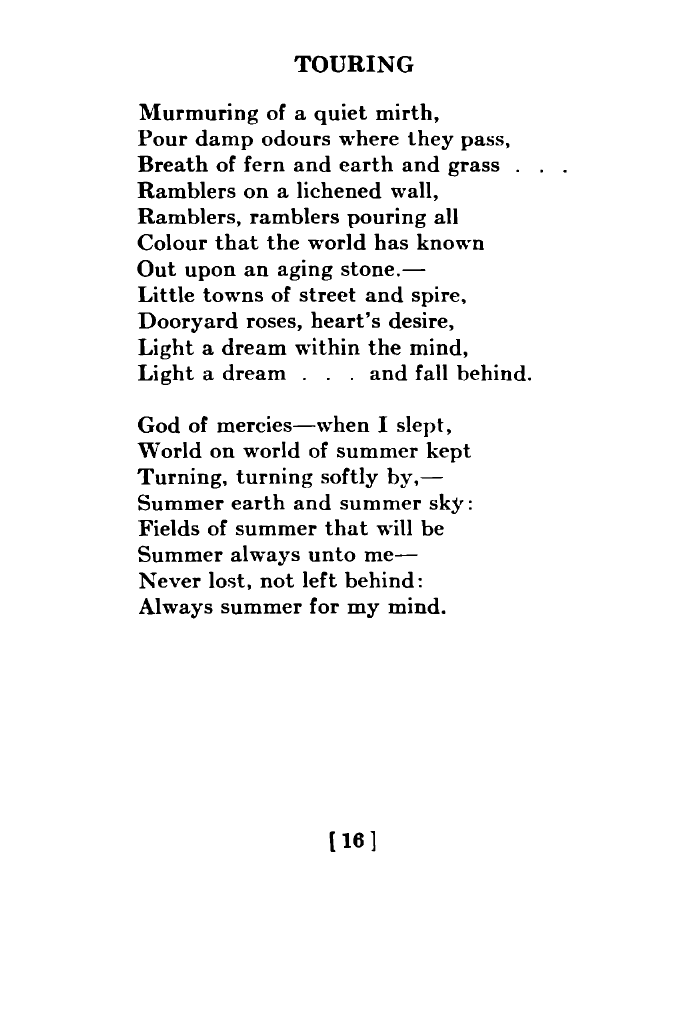 TOURING
Murmuring of a quiet mirth,
Pour damp odours where they pass,
Breath of fern and earth and grass . . .
Ramblers on a lichened wall,
Ramblers, ramblers pouring all
Colour that the world has known
Out upon an aging stone.—
Little towns of street and spire,
Dooryard roses, heart's desire,
Light a dream within the mind,
Light a dream . . . and fall behind.
God of mercies—when I slept,
World on world of summer kept
Turning, turning softly by,—
Summer earth and summer sky:
Fields of summer that will be
Summer always unto me—
Never lost, not left behind:
Always summer for my mind.
[ 16 ]